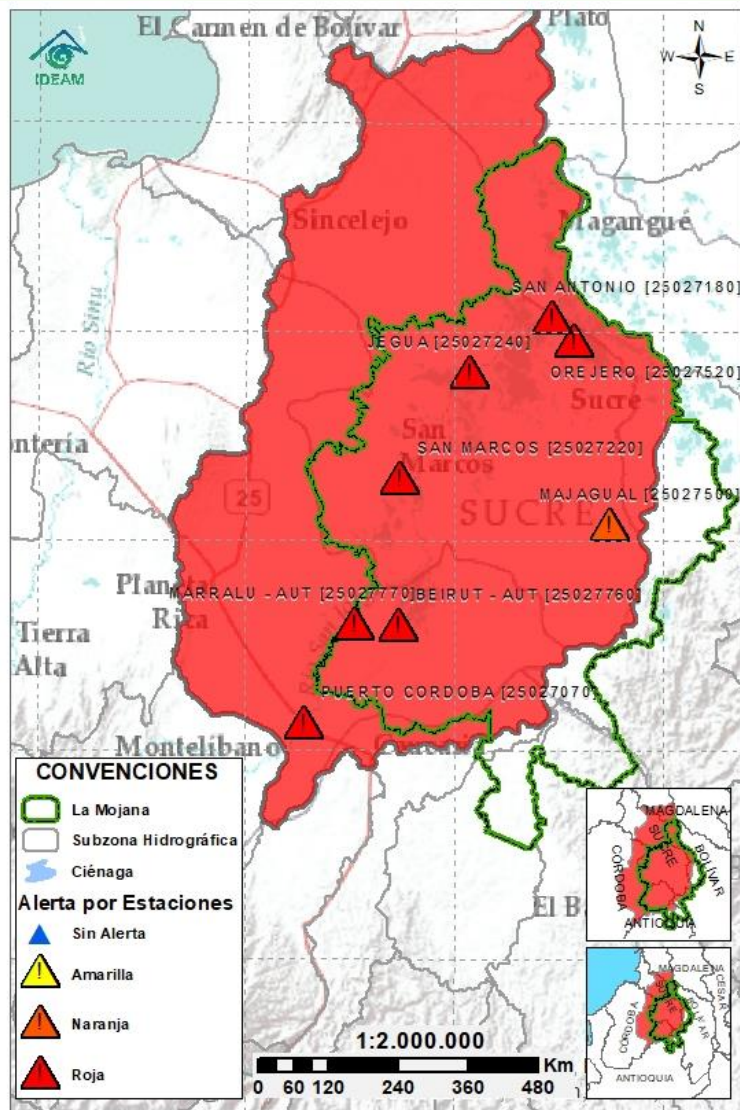 El Carmen de Bolívar
Plato
IDEAM
N
W E
S
Sincelejo
Magangué
SAN ANTONIO [25027180]
Río Sinú
JEGUA [25027240]
OREJERO [25027520]
Sucre
ontería
San
Marcos
SAN MARCOS [25027220]
25
MAJAGUAL [25027500]
SUCRE
Planeta
Rica
MARRALU - AUT [25027770]
BEIRUT - AUT [25027760]
Tierra
Alta
PUERTO CORDOBA [25027070]
Montelíbano
CONVENCIONES
La Mojana
Subzona Hidrográfica
Ciénaga
Alerta por Estaciones
Sin Alerta
Amarilla
Naranja
Roja
El Ba
1:2.000.000
Km
0 60 120 240 360 480
MAGDALENA
SUCRE
BOLÍVAR
CÓRDOBA
ANTIOQUIA
MAGDALENA
CESAR
SUCRE
BOLÍVAR
CÓRDOBA
ANTIOQUIA